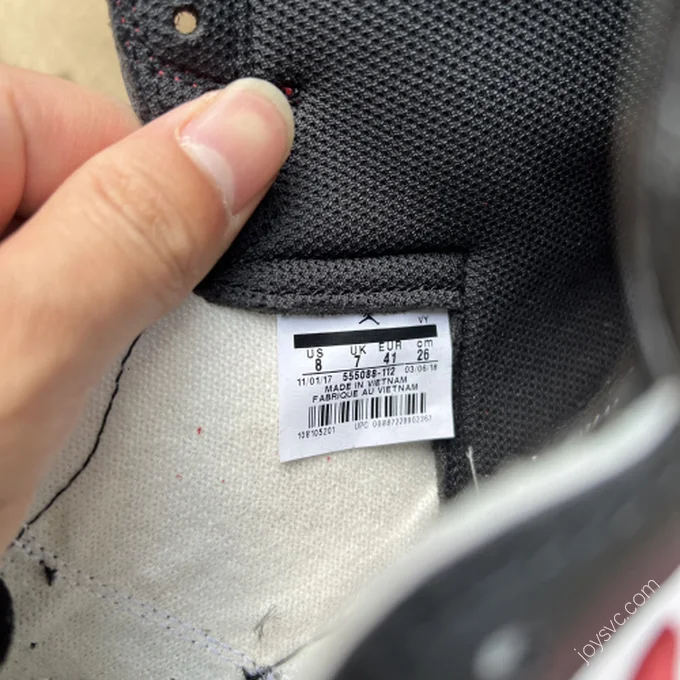 VY
US UK EUR cm
8 7 41 26
11/01/17 555088-112 03/06/18
MADE IN VIETNAM
FABRIQUE AU VIETNAM
108105201 UPC
joysvc.com